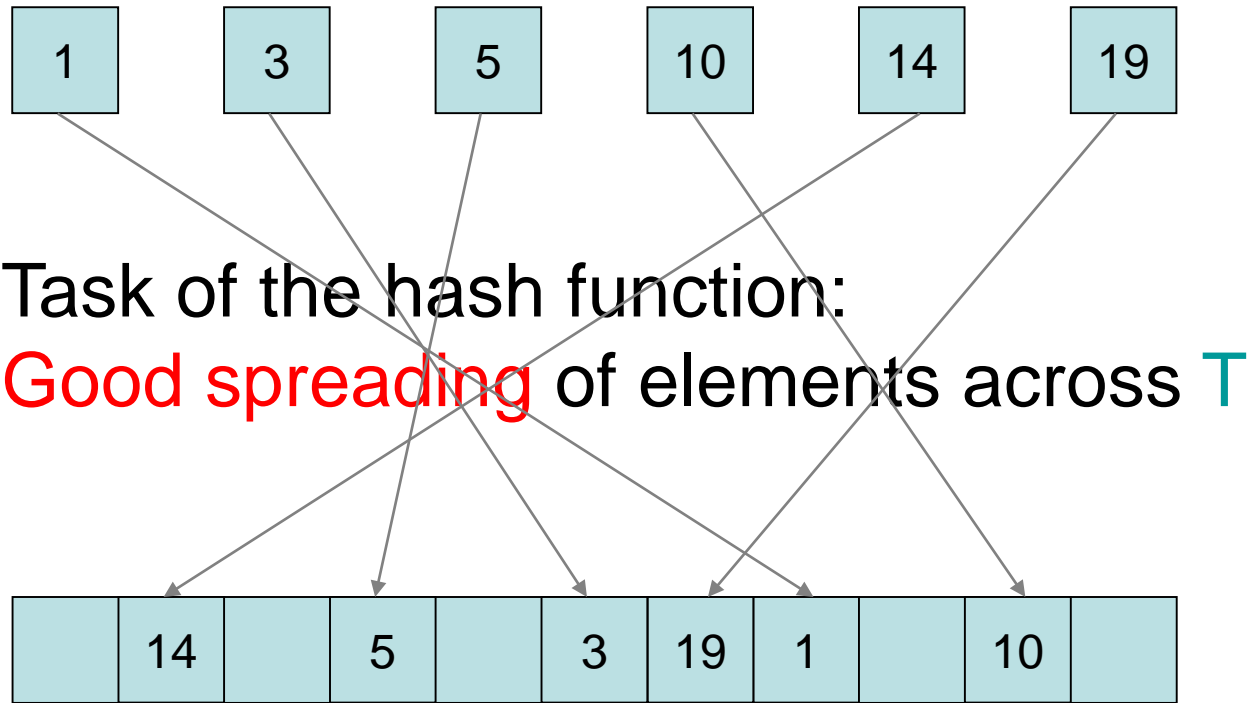 1 3 5 10 14 19
Task of the hash function:
Good spreading of elements across T
14 5 3 19 1 10